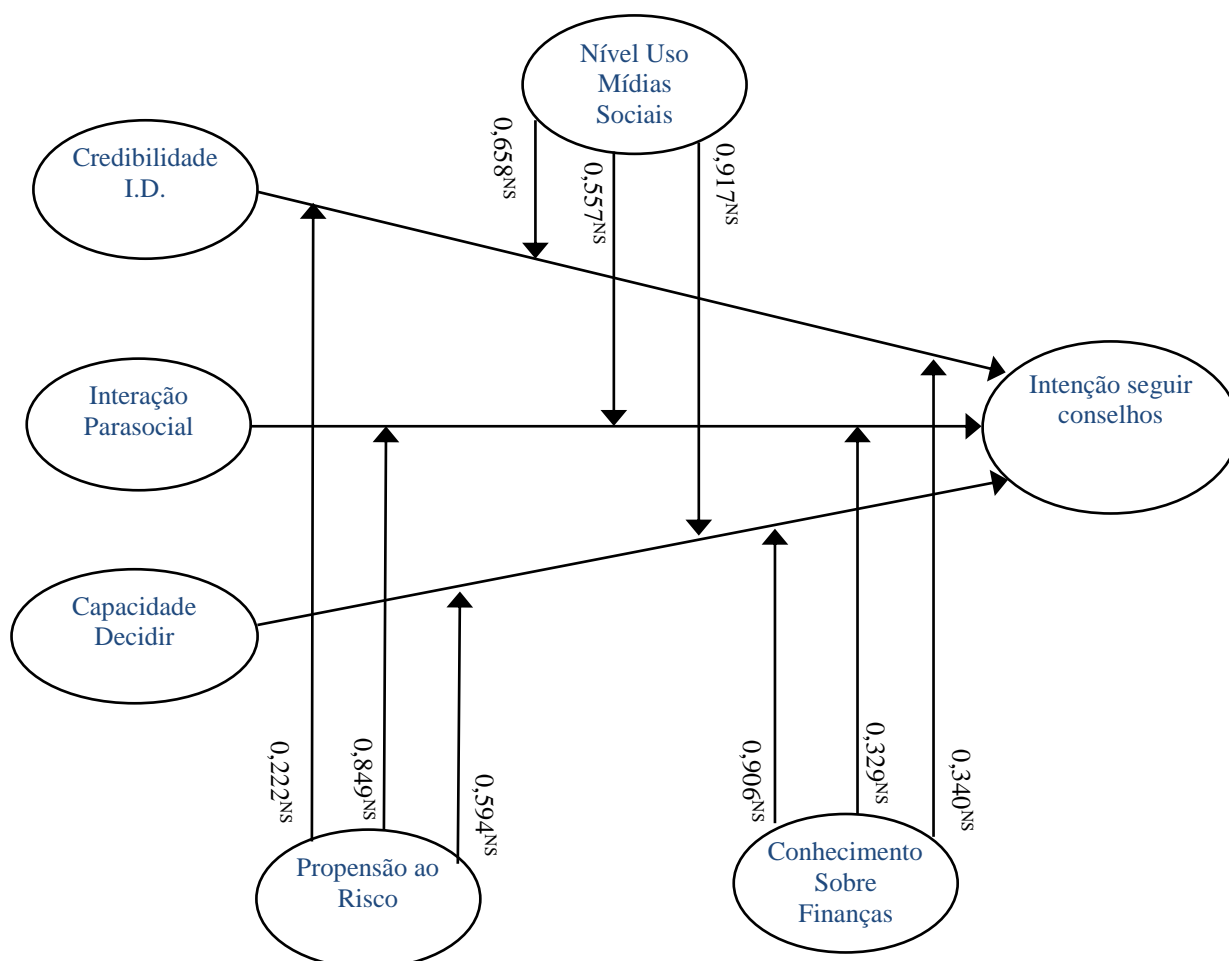 Nível Uso
Mídias
Sociais
Credibilidade
I.D.
0,658NS
0,557NS
0,917NS
Interação
Parasocial
Intenção seguir
conselhos
Capacidade
Decidir
0,222NS
0,849NS
0,594NS
0,906NS
0,329NS
0,340NS
Propensão ao
Risco
Conhecimento
Sobre
Finanças